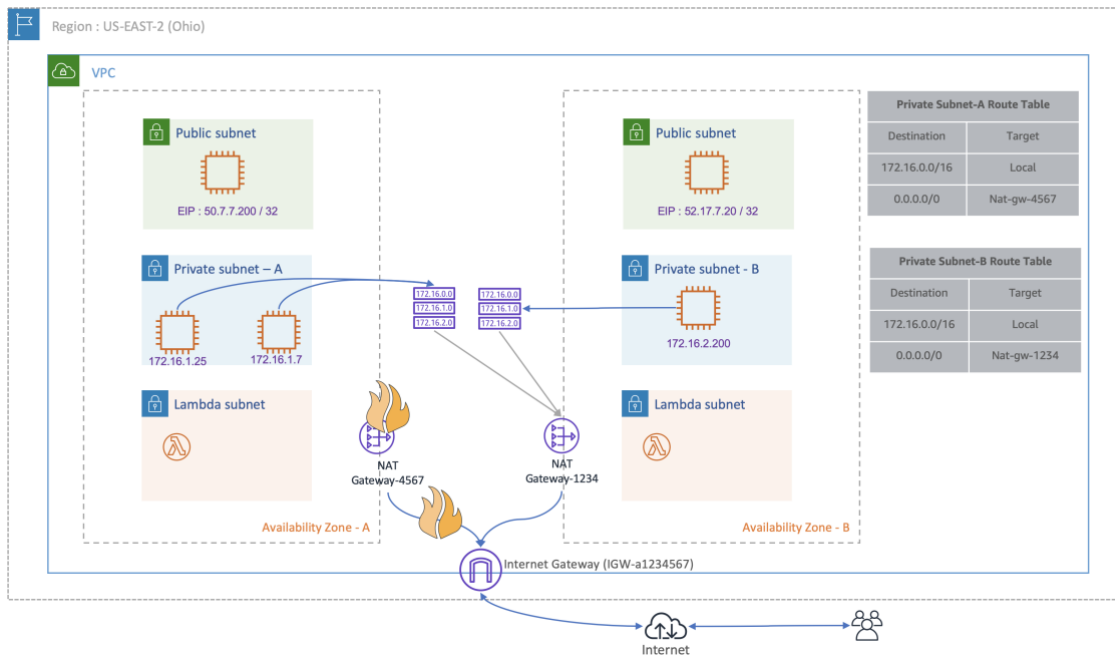 Region : US-EAST-2 (Ohio)
VPC
Public subnet
EIP : 50.7.7.200 / 32
Private subnet – A
172.16.1.25
172.16.1.7
Lambda subnet
NAT
Gateway-4567
Availability Zone - A
172.16.0.0
172.16.1.0
172.16.2.0
172.16.0.0
172.16.1.0
172.16.2.0
Public subnet
EIP : 52.17.7.20 / 32
Private subnet - B
172.16.2.200
Lambda subnet
NAT
Gateway-1234
Availability Zone - B
Private Subnet-A Route Table
Destination Target
172.16.0.0/16 Local
0.0.0.0/0 Nat-gw-4567
Private Subnet-B Route Table
Destination Target
172.16.0.0/16 Local
0.0.0.0/0 Nat-gw-1234
Internet Gateway (IGW-a1234567)
Internet